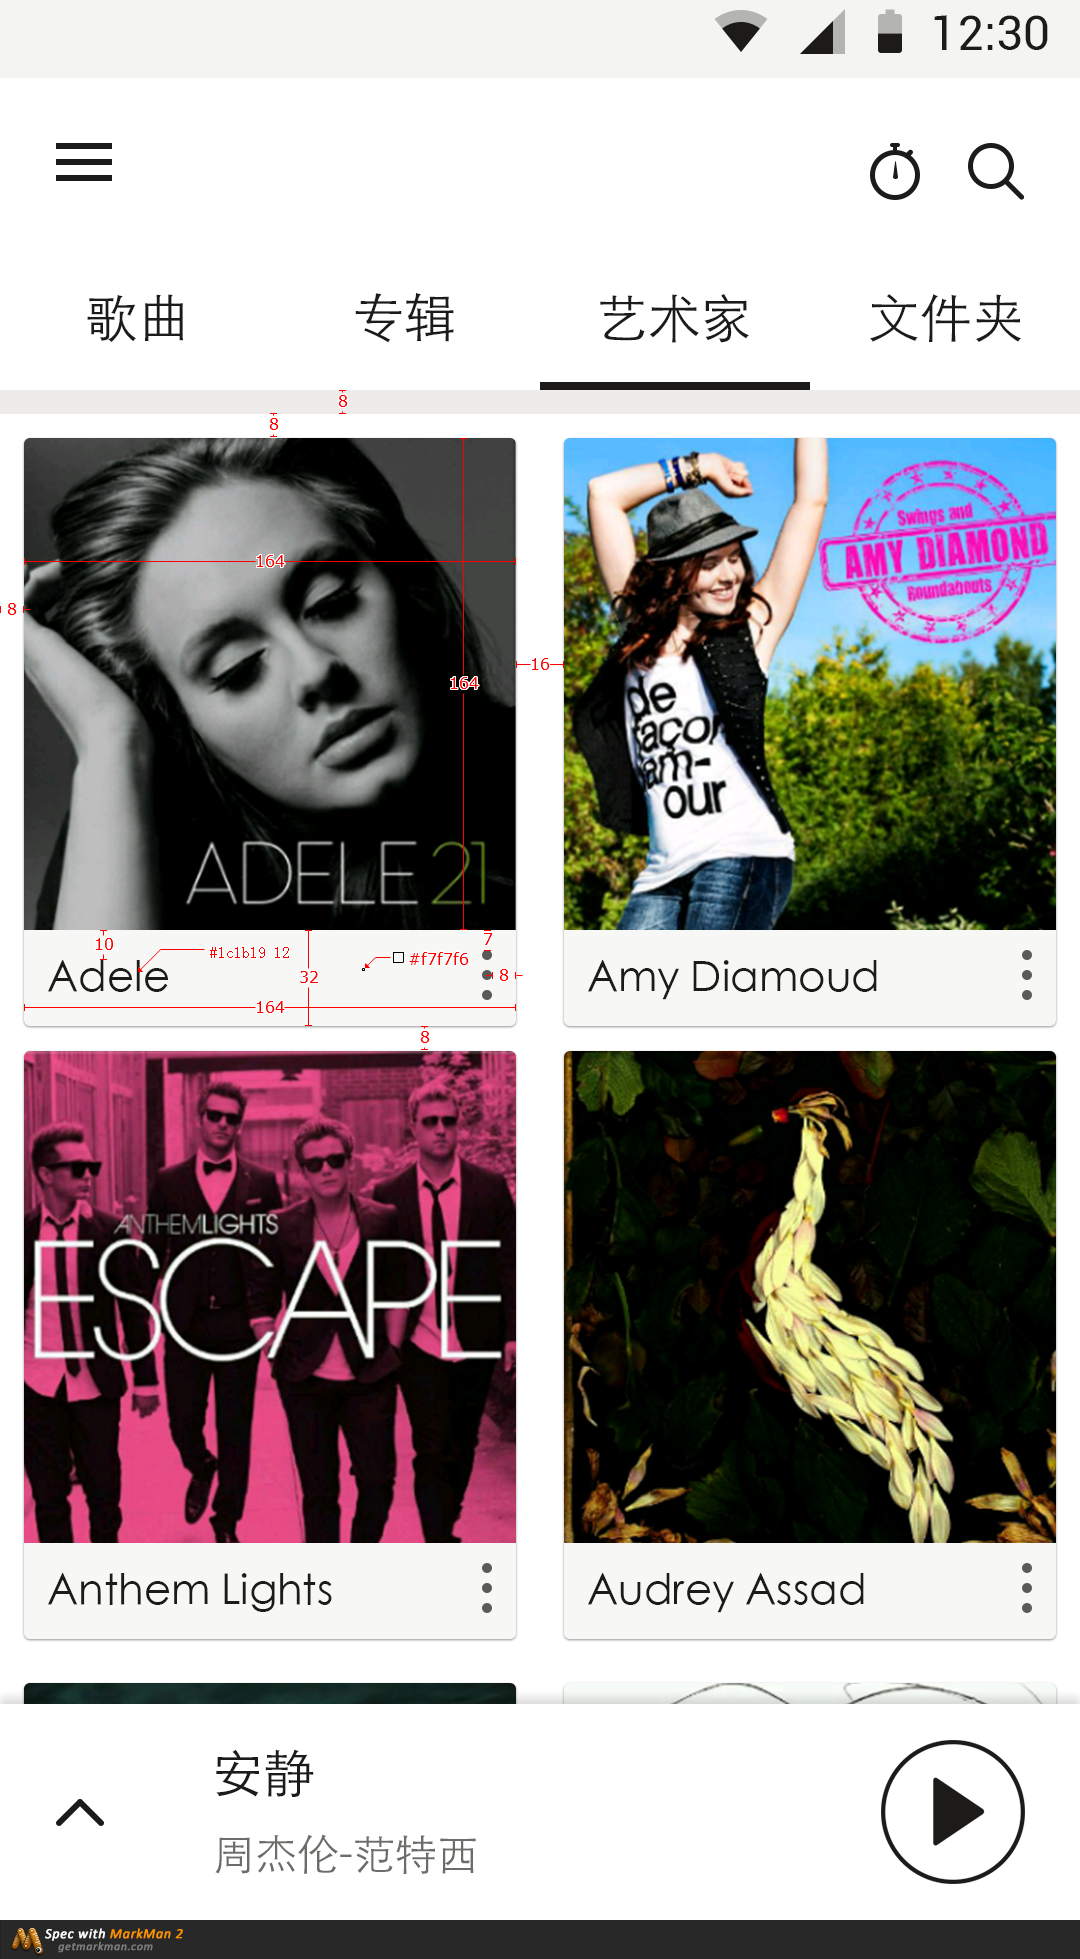 12:30
歌曲 专辑 艺术家 文件夹
8
8
Swings and
AMY DIAMOND
Roundabouts
164
8
164
16
de
façon
am-
our
ADELE 21
10
#1c1b19 12
7
#f7f7f6
32
8
Adele
Amy Diamoud
164
8
ANTHEMLIGHTS
ESCAPE
Anthem Lights
Audrey Assad
安静
周杰伦-范特西
Spec with MarkMan 2
getmarkman.com